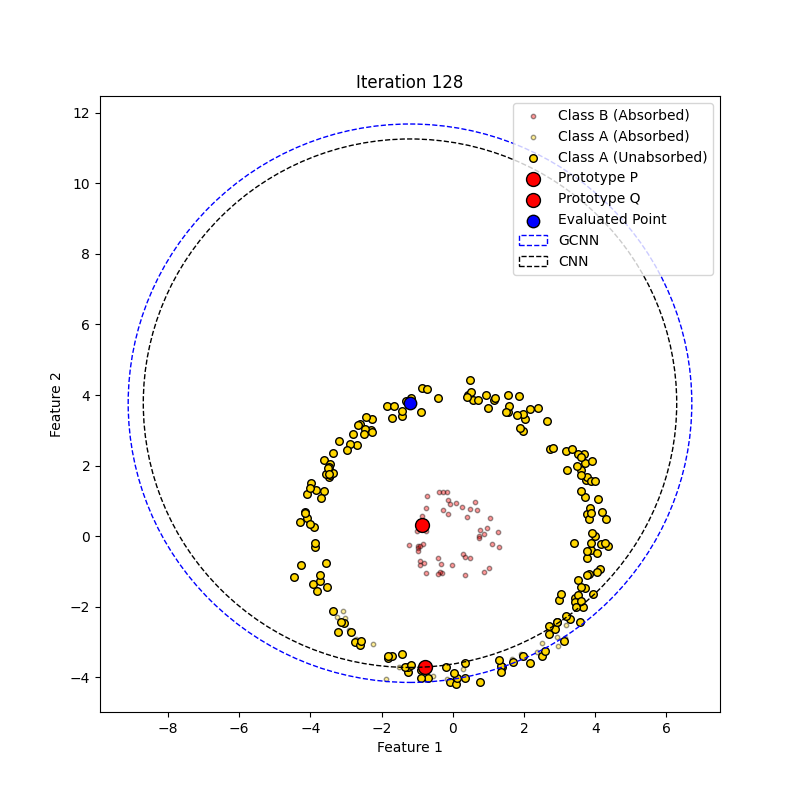 Iteration 128
Class B (Absorbed)
Class A (Absorbed)
Class A (Unabsorbed)
Prototype P
Prototype Q
Evaluated Point
GCNN
CNN
12
10
8
6
4
2
0
−2
−4
Feature 2
−8
−6
−4
−2
0
2
4
6
Feature 1